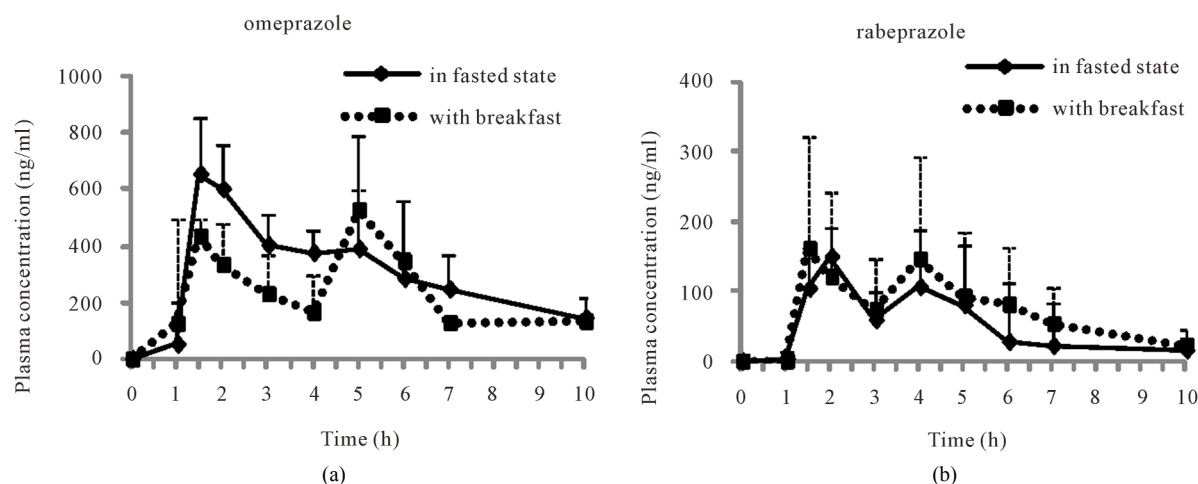 omeprazole
in fasted state
with breakfast
1000
800
600
400
200
0
Plasma concentration (ng/ml)
0 1 2 3 4 5 6 7 8 9 10
Time (h)
(a)
rabeprazole
in fasted state
with breakfast
400
300
200
100
0
Plasma concentration (ng/ml)
0 1 2 3 4 5 6 7 8 9 10
Time (h)
(b)